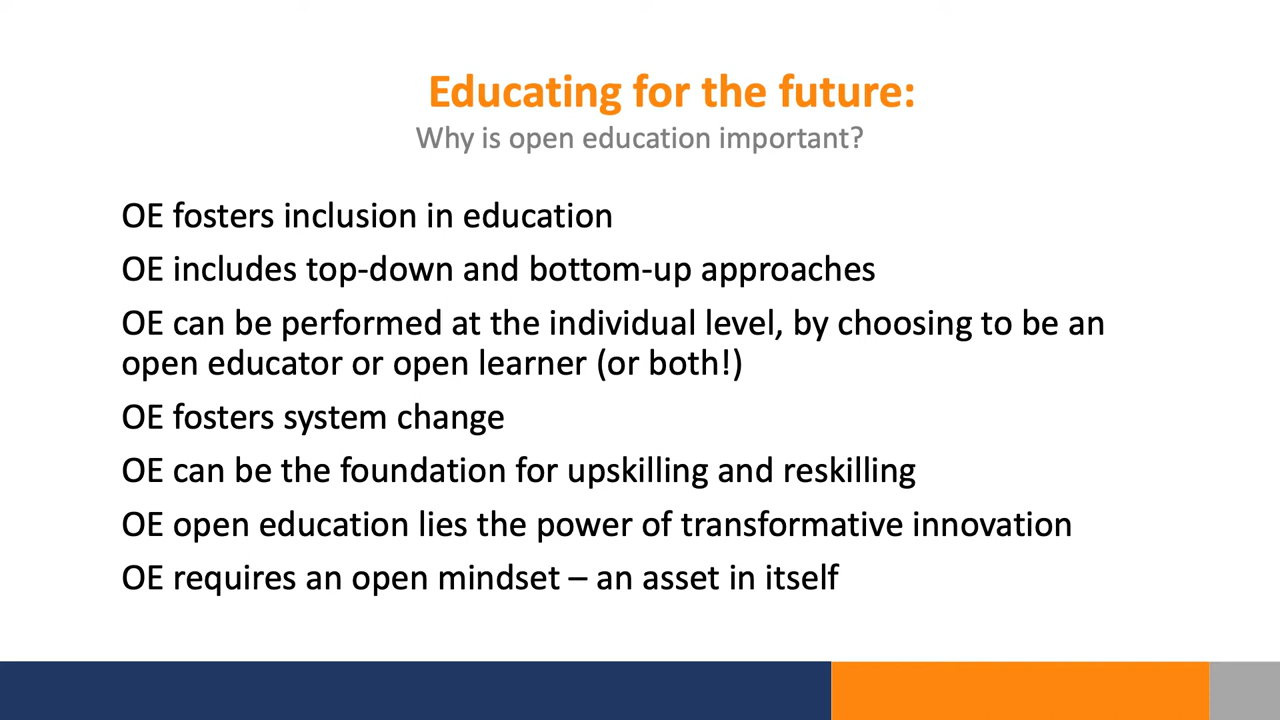 Educating for the future:
Why is open education important?
OE fosters inclusion in education
OE includes top-down and bottom-up approaches
OE can be performed at the individual level, by choosing to be an
open educator or open learner (or both!)
OE fosters system change
OE can be the foundation for upskilling and reskilling
OE open education lies the power of transformative innovation
OE requires an open mindset – an asset in itself